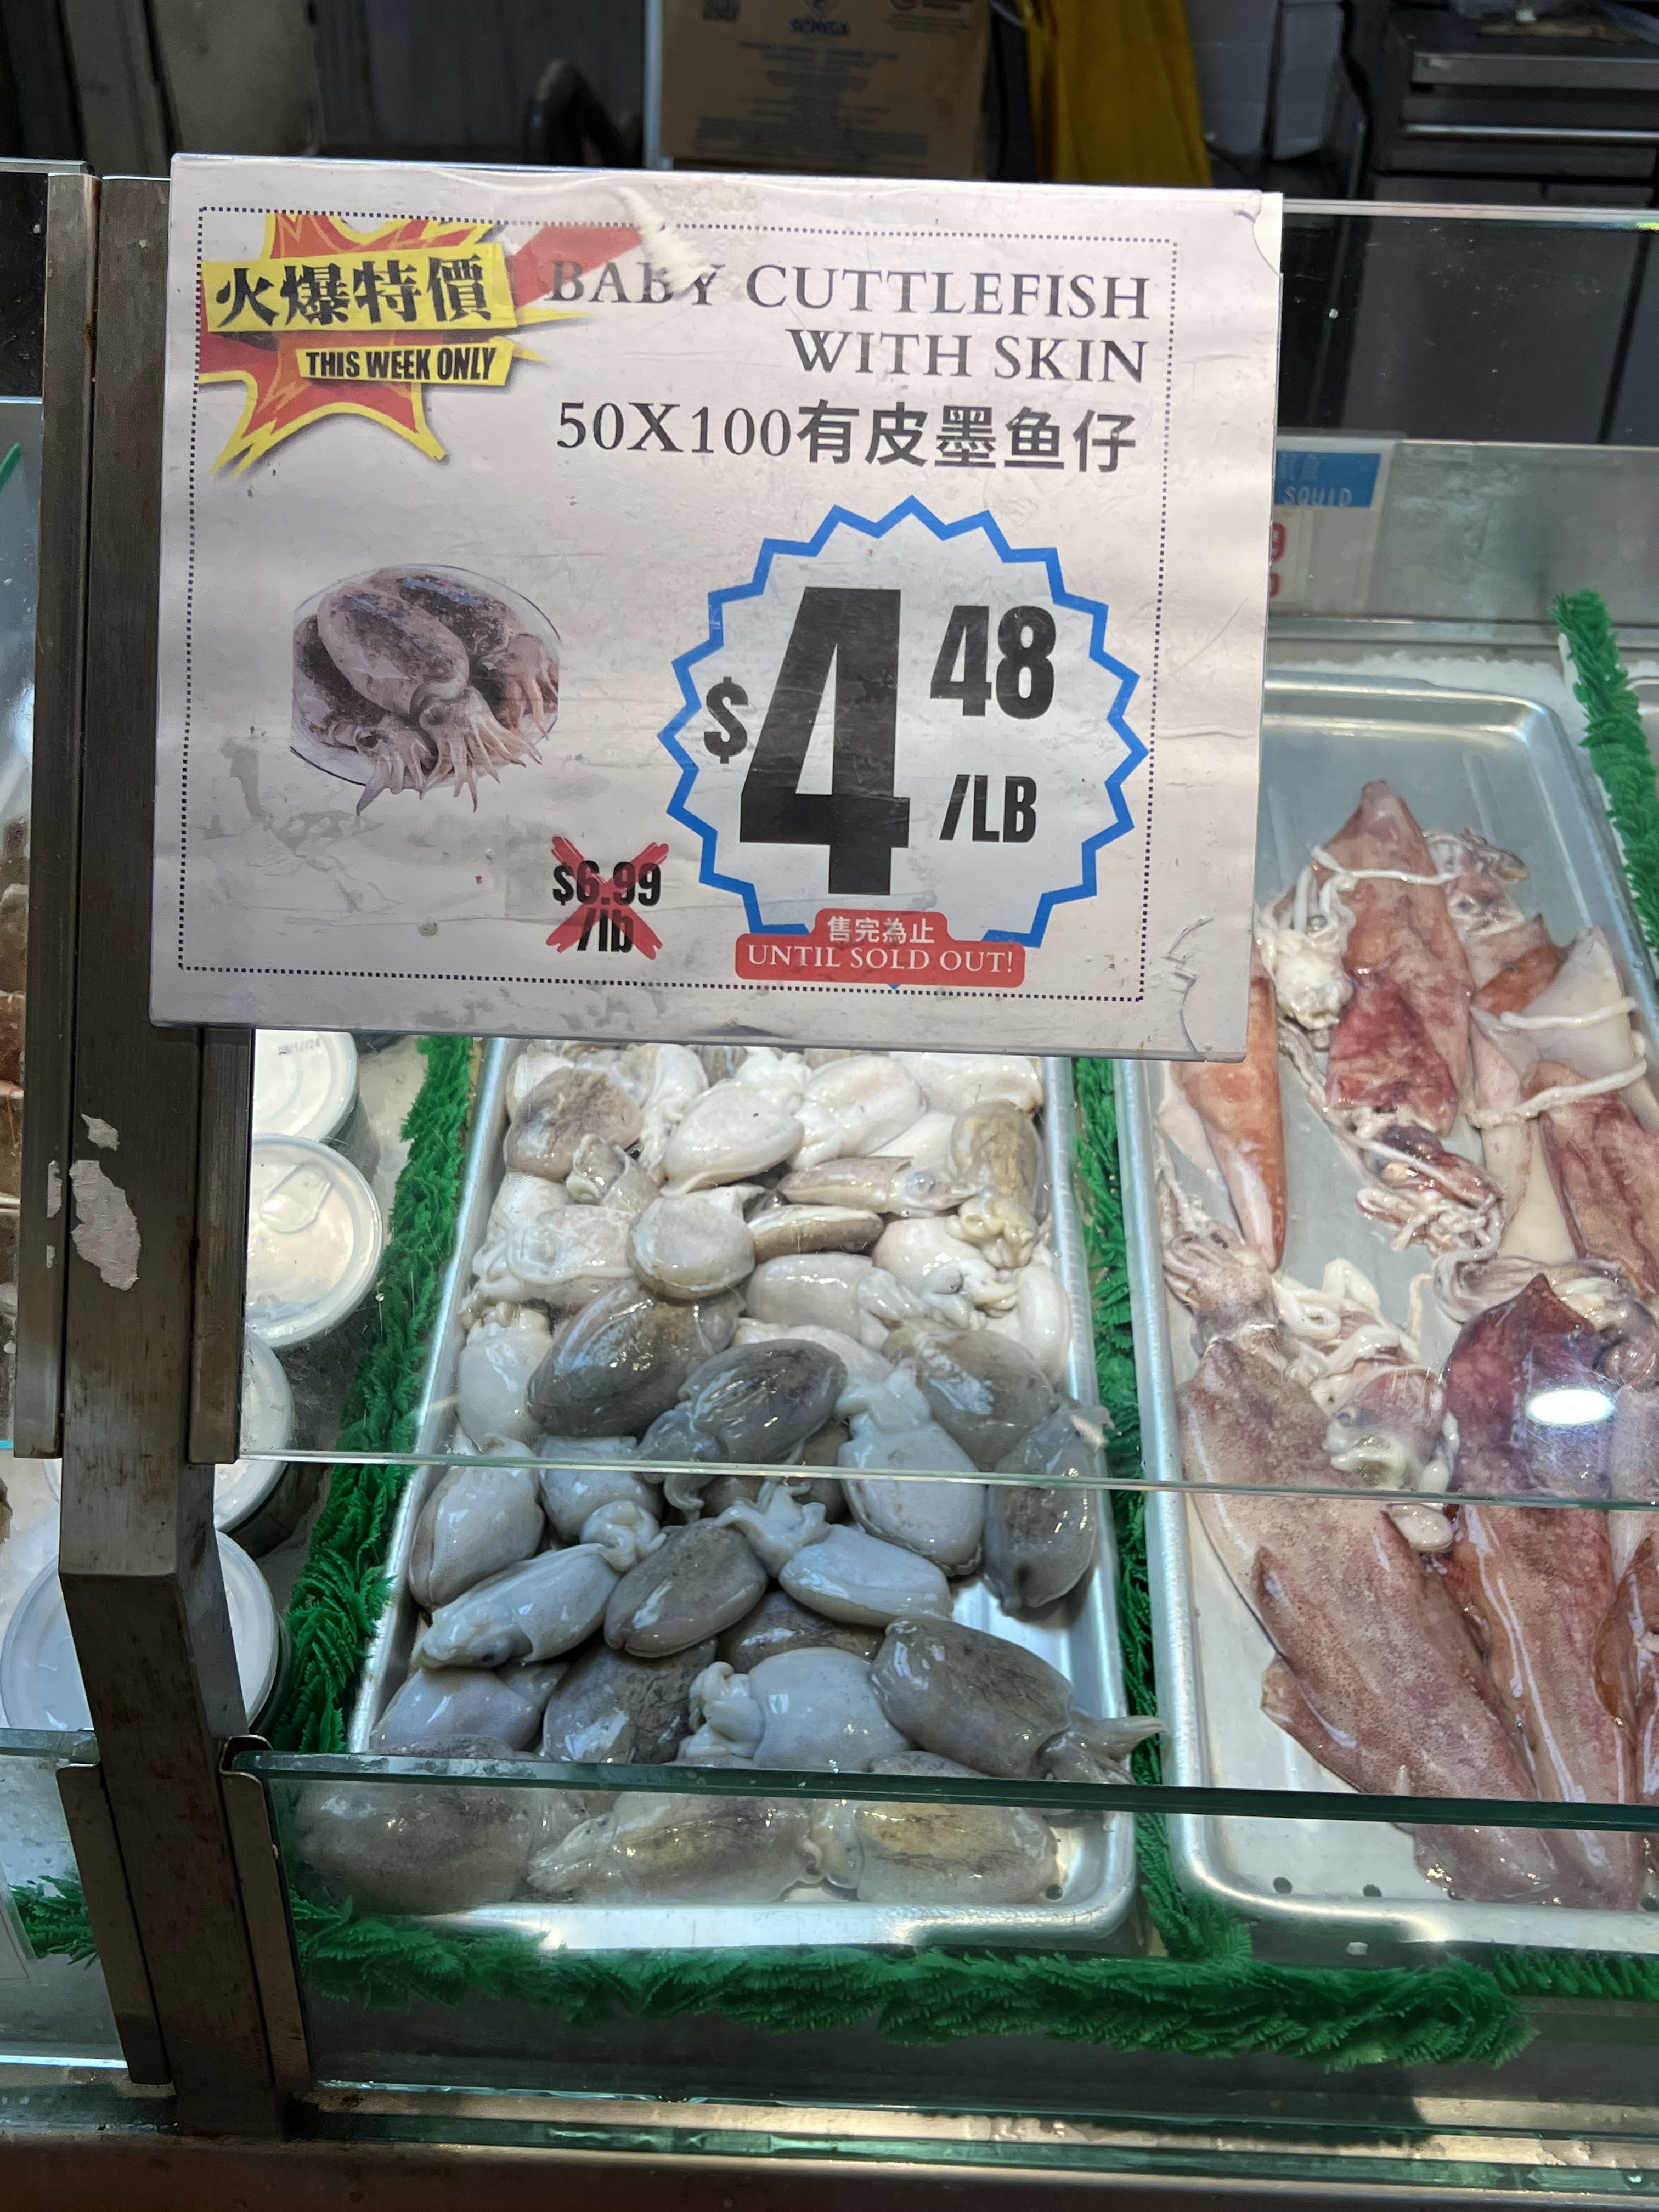 火爆特價
THIS WEEK ONLY
BABY CUTTLEFISH
WITH SKIN
50X100有皮墨鱼仔
$4 48
/LB
$6.99
/lb
售完為止
UNTIL SOLD OUT!
SQUID